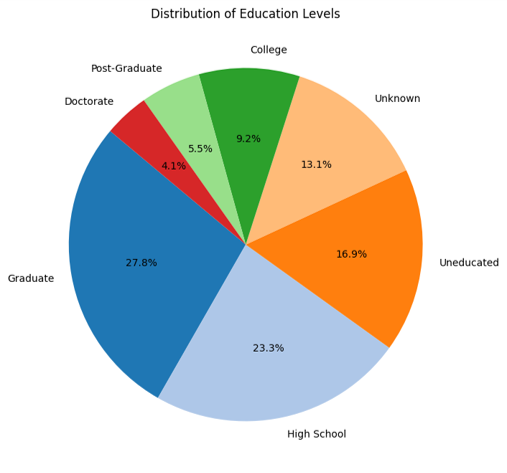 Distribution of Education Levels
College
Post-Graduate
Doctorate
Unknown
9.2%
5.5%
4.1%
13.1%
27.8%
16.9%
Graduate
Uneducated
23.3%
High School